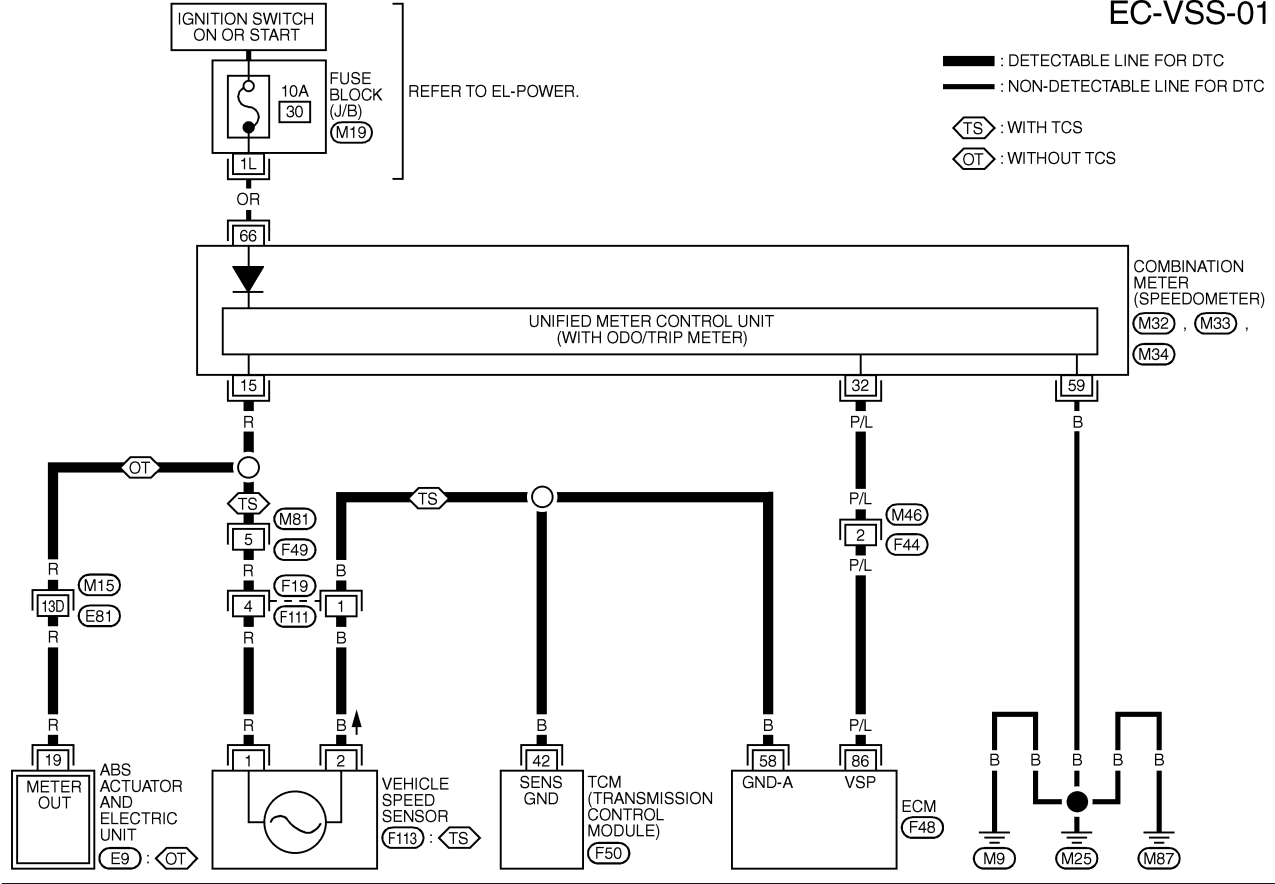 EC-VSS-01
IGNITION SWITCH
ON OR START
FUSE
BLOCK
(J/B)
M19
10A
30
1L
REFER TO EL-POWER.
: DETECTABLE LINE FOR DTC
: NON-DETECTABLE LINE FOR DTC
TS : WITH TCS
OT : WITHOUT TCS
OR
66
COMBINATION
METER
(SPEEDOMETER)
M32 , M33 ,
M34
UNIFIED METER CONTROL UNIT
(WITH ODO/TRIP METER)
15 32 59
R P/L B
OT
TS TS P/L
5 M81
F49
2 M46
F44
R R B P/L
13D M15
E81
4 F19
F111
1
R R B
R R B B B P/L
B B B B B
19 1 2 42 58 86
METER
OUT
ABS
ACTUATOR
AND
ELECTRIC
UNIT
E9 : OT
VEHICLE
SPEED
SENSOR
F113 : TS
SENS
GND
TCM
(TRANSMISSION
CONTROL
MODULE)
F50
GND-A VSP
ECM
F48
M9 M25 M87